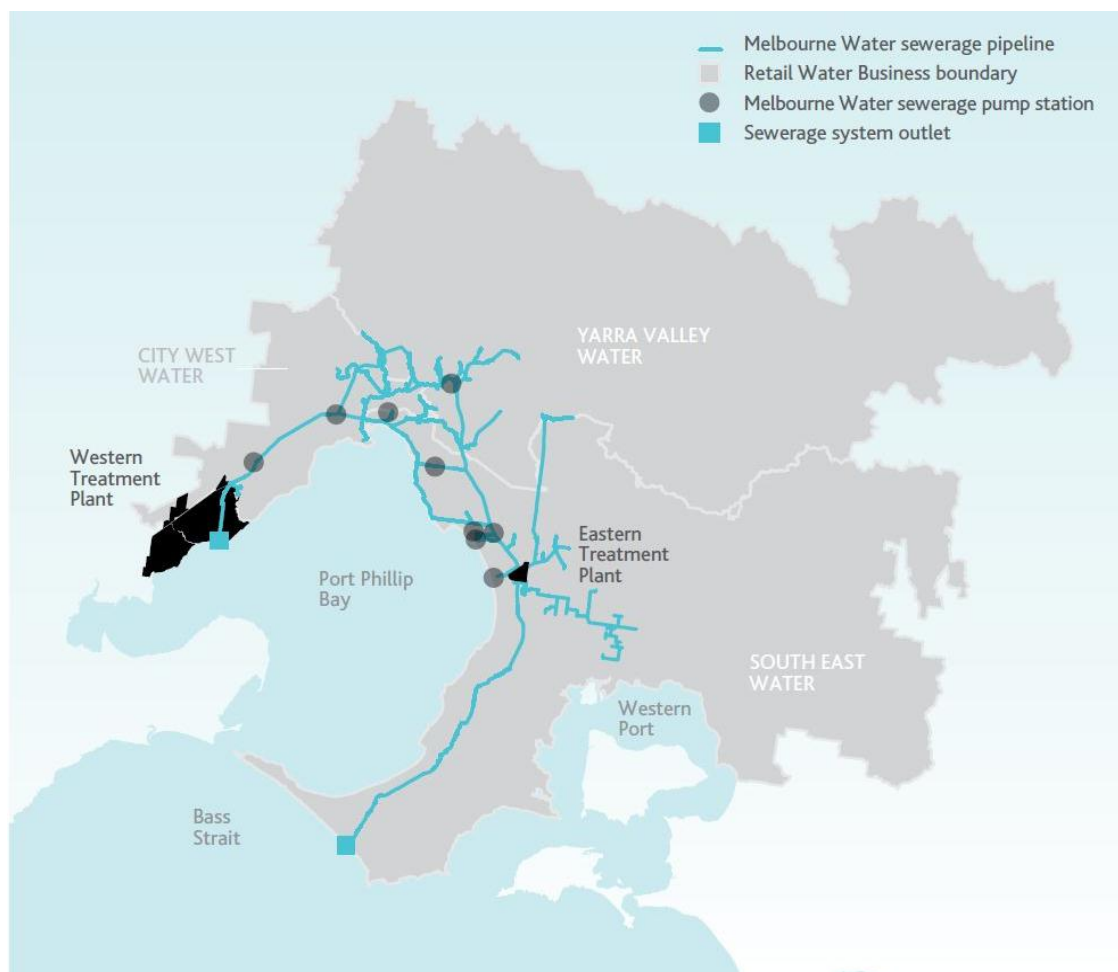 Melbourne Water sewerage pipeline
Retail Water Business boundary
Melbourne Water sewerage pump station
Sewerage system outlet
YARRA VALLEY
WATER
CITY WEST
WATER
Western
Treatment
Plant
Eastern
Treatment
Plant
Port Phillip
Bay
SOUTH EAST
WATER
Western
Port
Bass
Strait